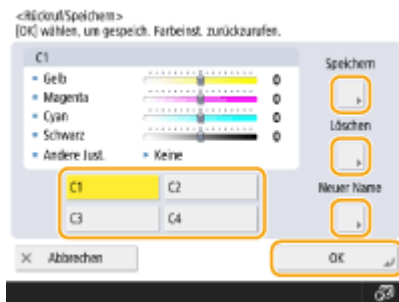 <Rückruf/Speichern>
[OK] wählen, um gespeich. Farbeinst. zurückzurufen.
C1
Gelb 0
Magenta 0
Cyan 0
Schwarz 0
Andere Just. Keine
C1 C2
C3 C4
Speichern
Löschen
Neuer Name
× Abbrechen OK